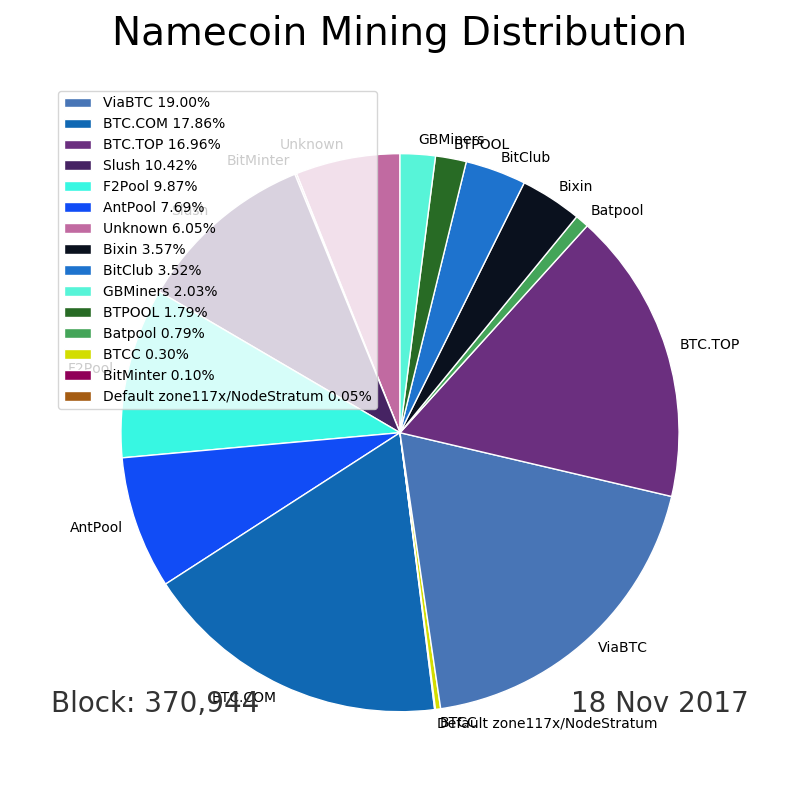 Namecoin Mining Distribution
ViaBTC 19.00%
BTC.COM 17.86%
BTC.TOP 16.96%
Slush 10.42%
F2Pool 9.87%
AntPool 7.69%
Unknown 6.05%
Bixin 3.57%
BitClub 3.52%
GBMiners 2.03%
BTPOOL 1.79%
Batpool 0.79%
BTCC 0.30%
BitMinter 0.10%
Default zone117x/NodeStratum 0.05%
GBMiners
BTPOOL
BitClub
Bixin
Batpool
BTC.TOP
ViaBTC
Default zone117x/NodeStratum
BTCC
BTC.COM
AntPool
F2Pool
Slush
BitMinter
Unknown
Block: 370,944
18 Nov 2017